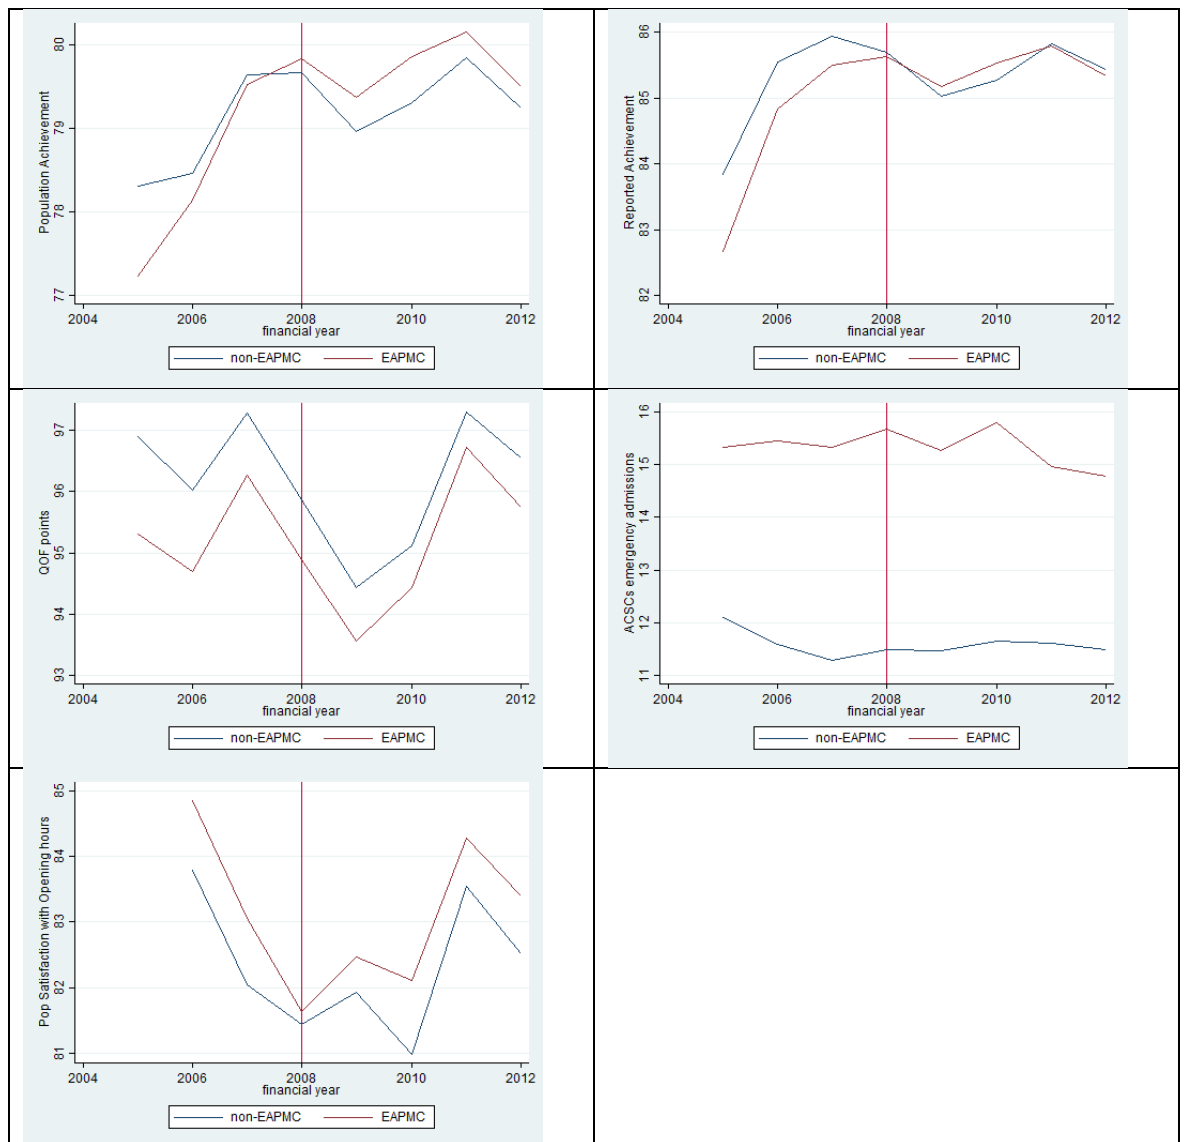 Population Achievement
80
79
78
77
2004 2006 2008 2010 2012
financial year
non-EAPMC EAPMC
Reported Achievement
86
85
84
83
82
2004 2006 2008 2010 2012
financial year
non-EAPMC EAPMC
QOF points
97
96
95
94
93
2004 2006 2008 2010 2012
financial year
non-EAPMC EAPMC
ACSCs emergency admissions
16
15
14
13
12
11
2004 2006 2008 2010 2012
financial year
non-EAPMC EAPMC
Pop Satisfaction with Opening hours
85
84
83
82
81
2004 2006 2008 2010 2012
financial year
non-EAPMC EAPMC